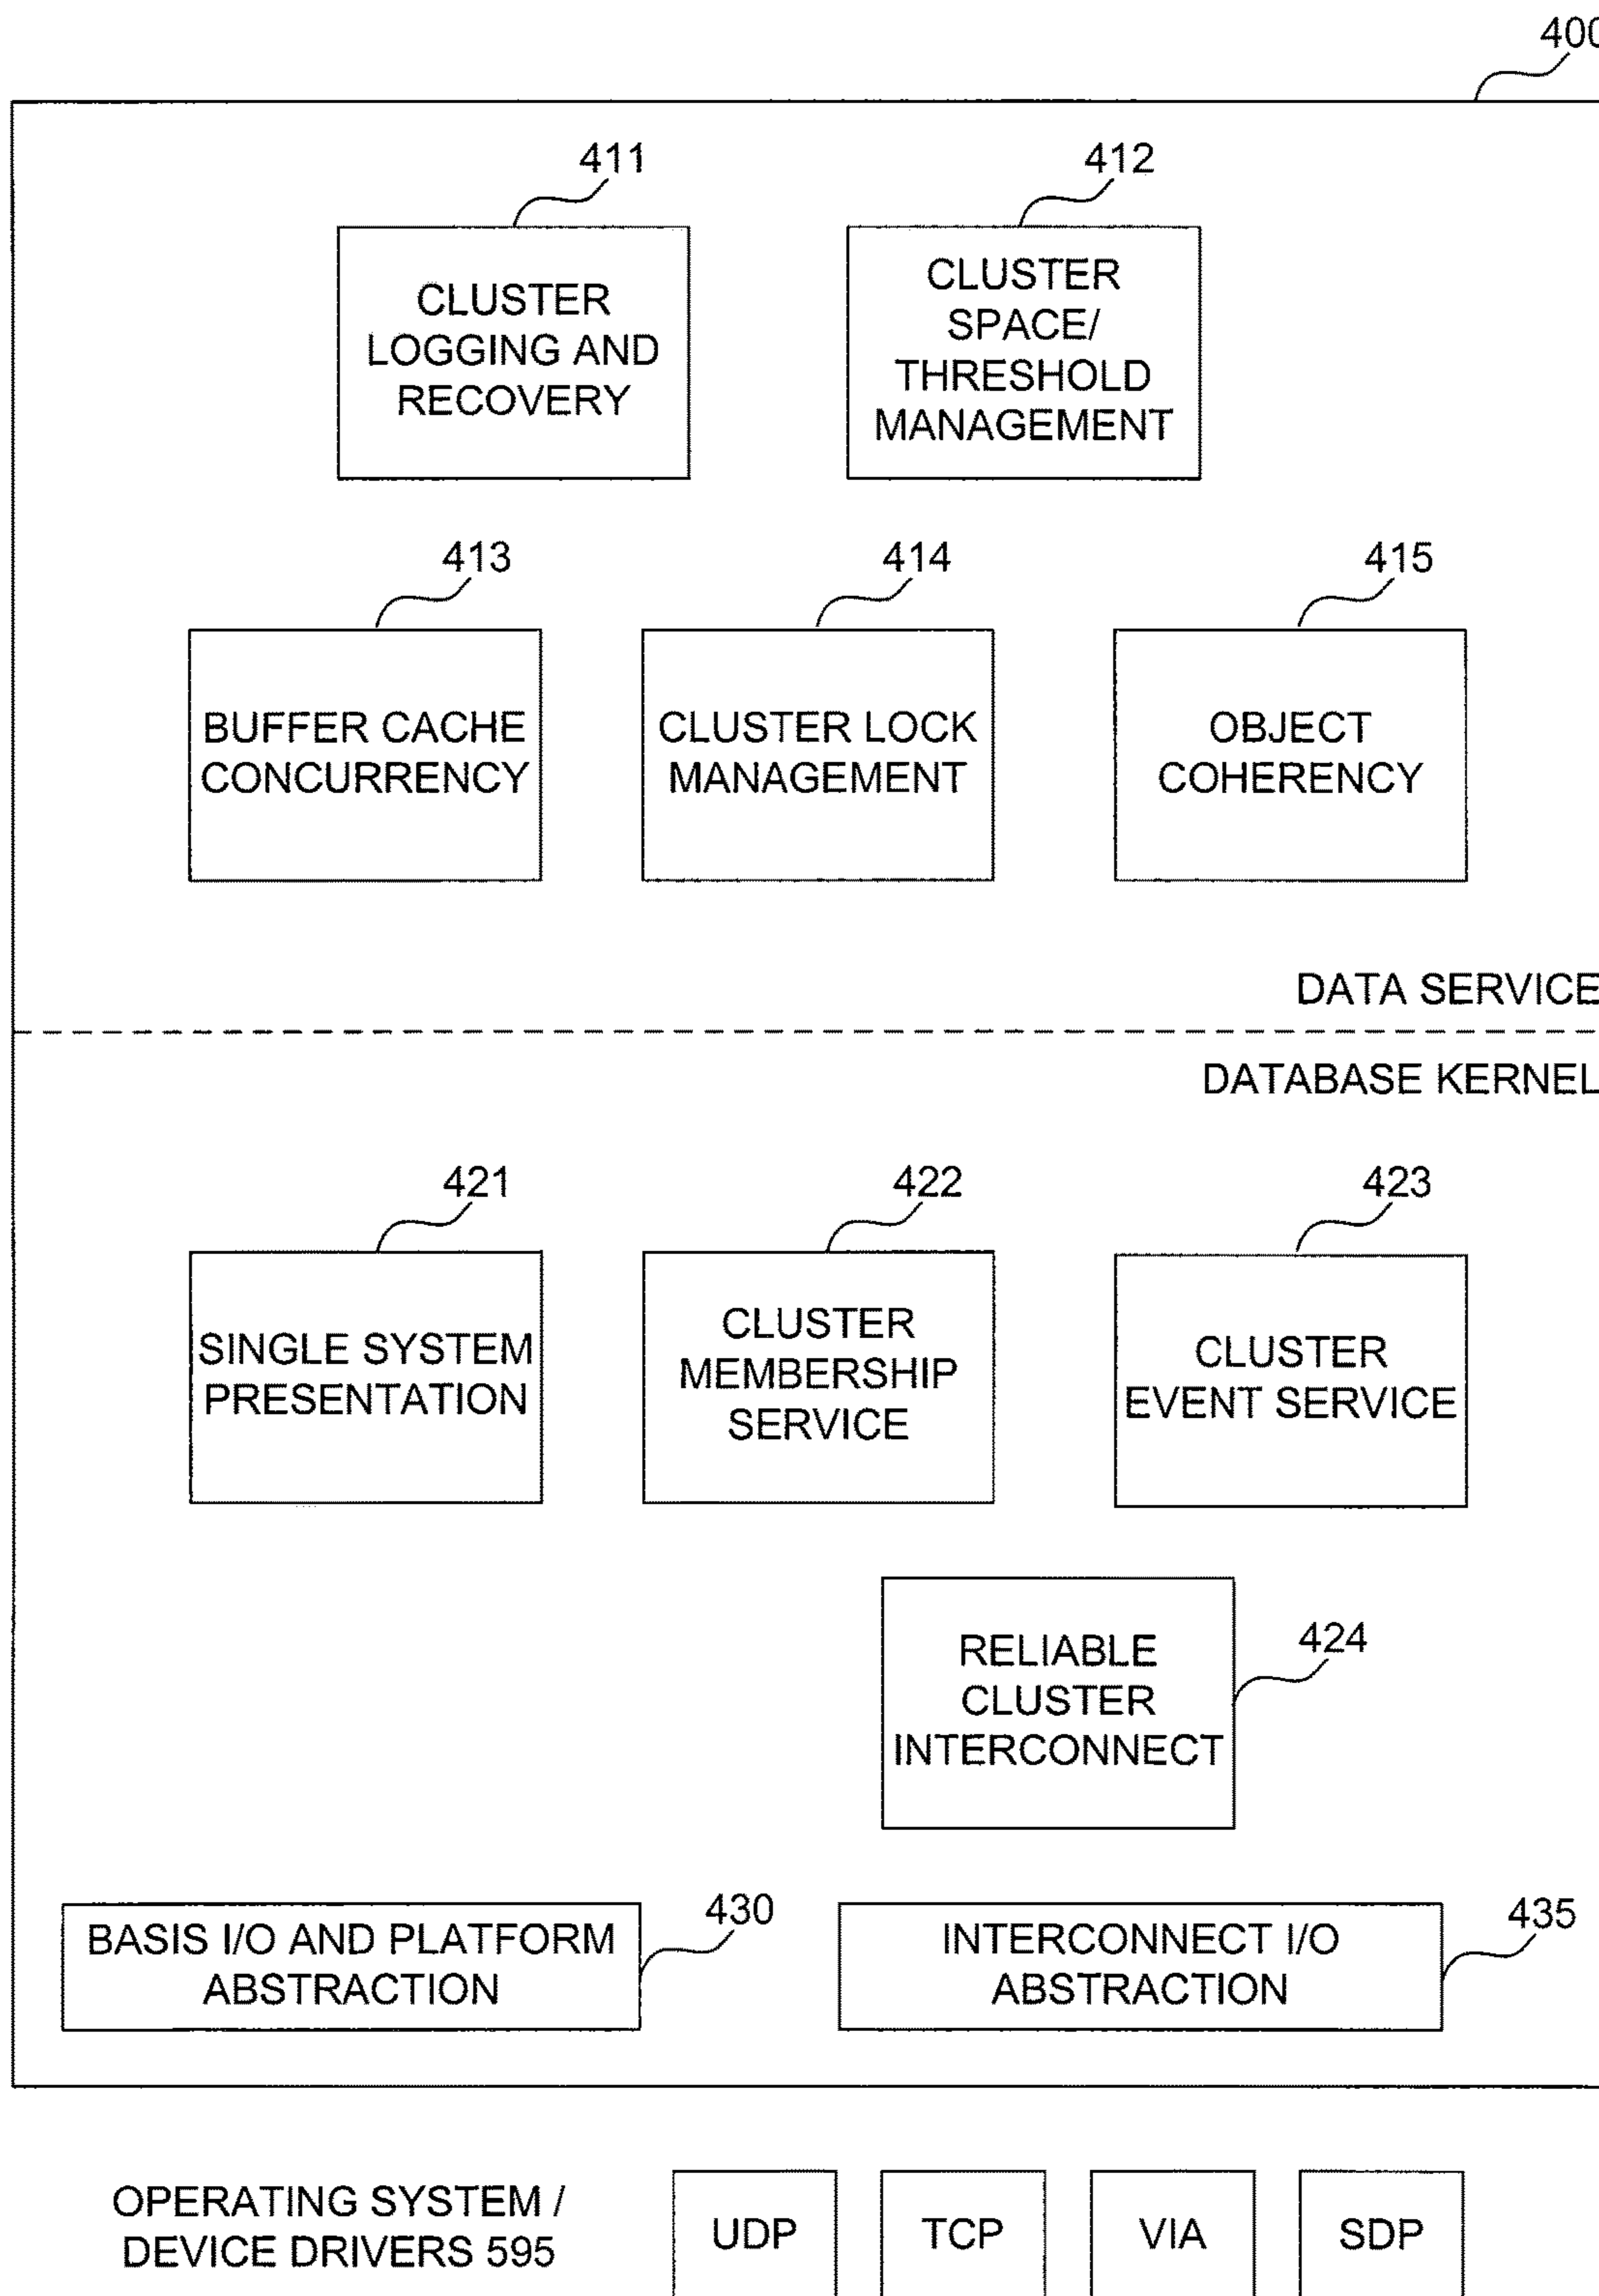 400
411
412
CLUSTER
LOGGING AND
RECOVERY
CLUSTER
SPACE/
THRESHOLD
MANAGEMENT
413
414
415
BUFFER CACHE
CONCURRENCY
CLUSTER LOCK
MANAGEMENT
OBJECT
COHERENCY
DATA SERVICE
DATABASE KERNEL
421
422
423
SINGLE SYSTEM
PRESENTATION
CLUSTER
MEMBERSHIP
SERVICE
CLUSTER
EVENT SERVICE
RELIABLE
CLUSTER
INTERCONNECT
424
BASIS I/O AND PLATFORM
ABSTRACTION
430
INTERCONNECT I/O
ABSTRACTION
435
OPERATING SYSTEM /
DEVICE DRIVERS 595
UDP
TCP
VIA
SDP